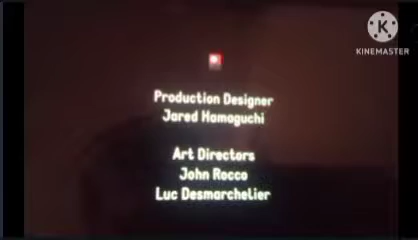 KINEMASTER
Production Designer
Jared Hamaguchi
Art Directors
John Rocco
Luc Desmarchelier